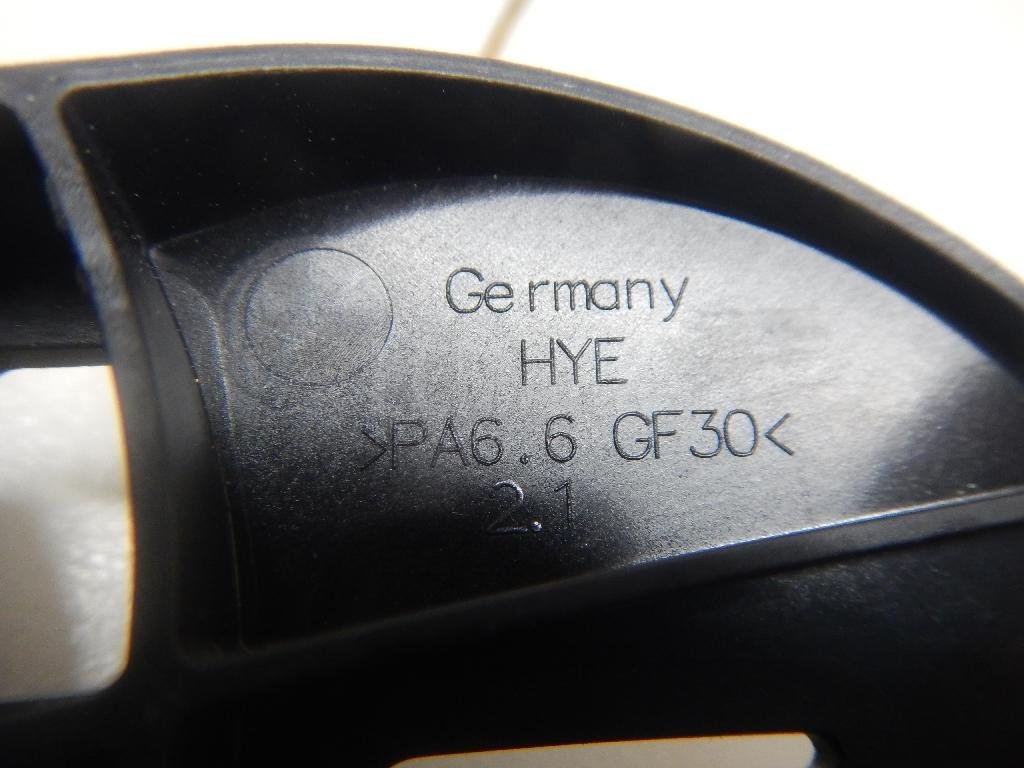 Germany
HYE
>PA6.6 GF30<
2.1